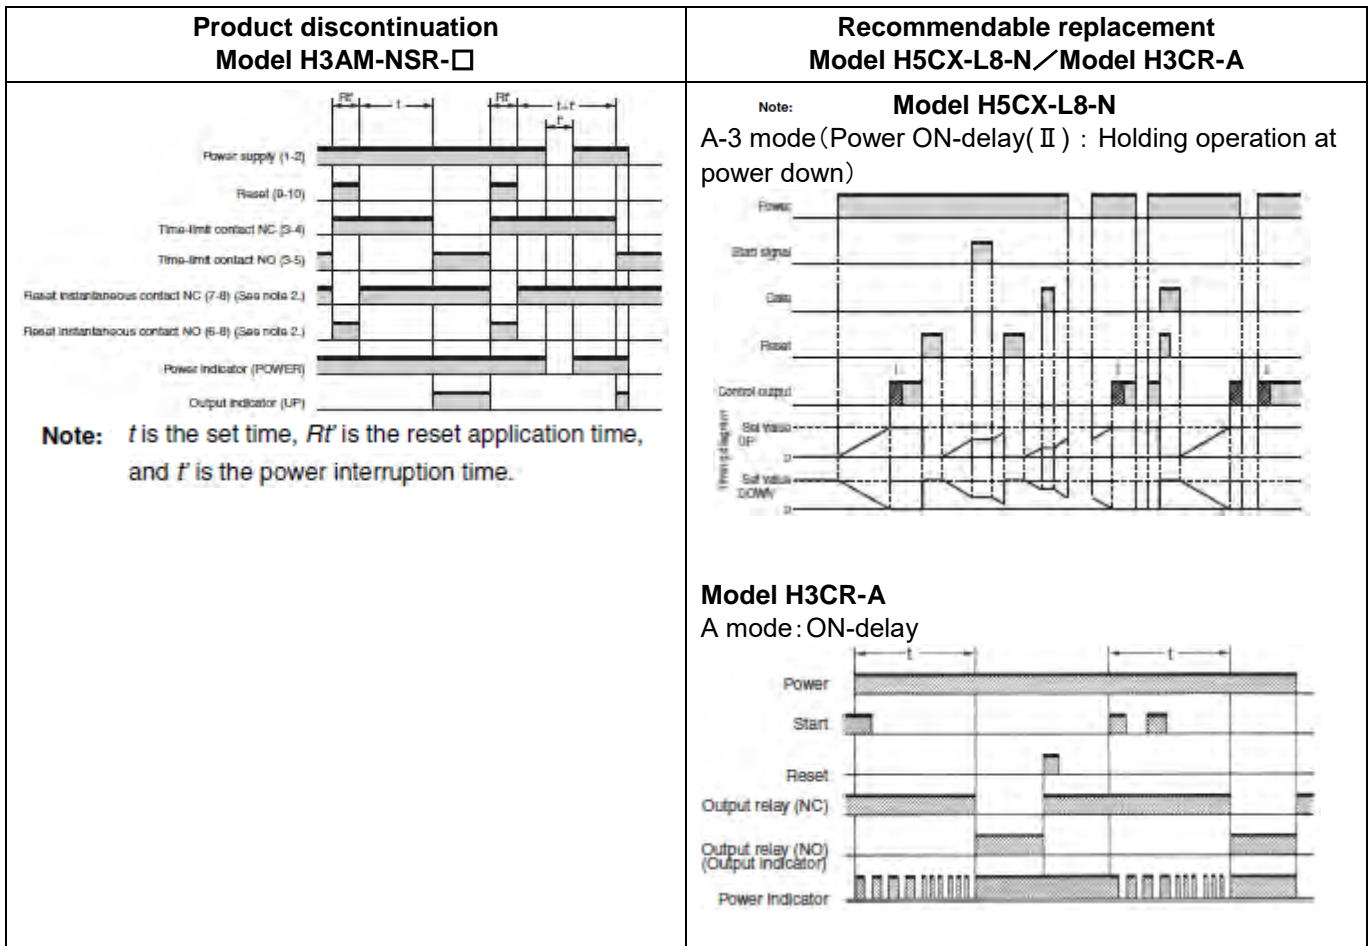 Product discontinuation
Model H3AM-NSR-□
Recommendable replacement
Model H5CX-L8-N／Model H3CR-A
Rt' t Rt' t+t'
t'
Power supply (1-2)
Reset (9-10)
Time-limit contact NC (3-4)
Time-limit contact NO (3-5)
Reset instantaneous contact NC (7-8) (See note 2.)
Reset instantaneous contact NO (6-8) (See note 2.)
Power indicator (POWER)
Output indicator (UP)
Note: t is the set time, Rt' is the reset application time,
and t' is the power interruption time.
Note: Model H5CX-L8-N
A-3 mode（Power ON-delay(Ⅱ)：Holding operation at
power down）
Power
Start signal
Gate
Reset
Control output
Timing diagram
Set value
UP
0
Set value
DOWN
0
Model H3CR-A
A mode：ON-delay
t t
Power
Start
Reset
Output relay (NC)
Output relay (NO)
(Output indicator)
Power Indicator